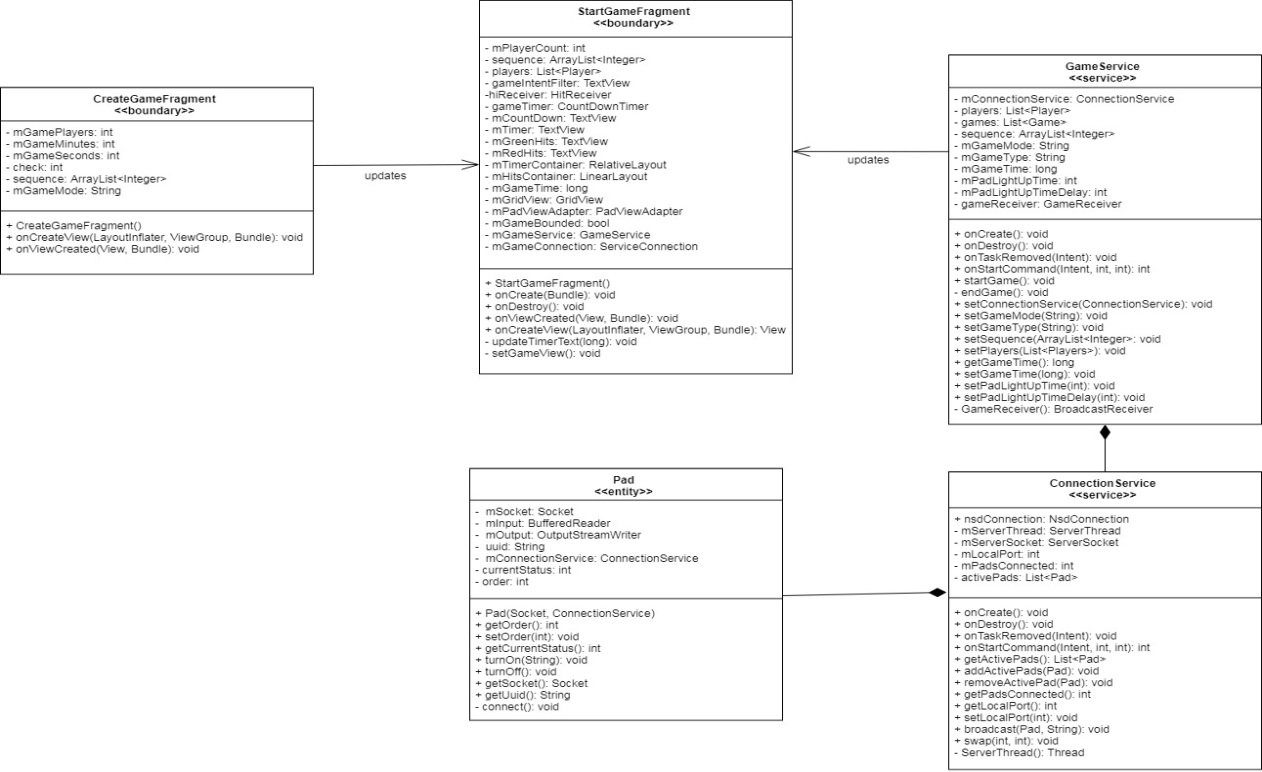 CreateGameFragment
<<boundary>>
- mGamePlayers: int
- mGameMinutes: int
- mGameSeconds: int
- check: int
- sequence: ArrayList<Integer>
- mGameMode: String
+ CreateGameFragment()
+ onCreateView(LayoutInflater, ViewGroup, Bundle): void
+ onViewCreated(View, Bundle): void
updates
StartGameFragment
<<boundary>>
- mPlayerCount: int
- sequence: ArrayList<Integer>
- players: List<Player>
- gameIntentFilter: TextView
-hiReceiver: HitReceiver
- gameTimer: CountDownTimer
- mCountDown: TextView
- mTimer: TextView
- mGreenHits: TextView
- mRedHits: TextView
- mTimerContainer: RelativeLayout
- mHitsContainer: LinearLayout
- mGameTime: long
- mGridView: GridView
- mPadViewAdapter: PadViewAdapter
- mGameBounded: bool
- mGameService: GameService
- mGameConnection: ServiceConnection
+ StartGameFragment()
+ onCreate(Bundle): void
+ onDestroy(): void
+ onViewCreated(View, Bundle): void
+ onCreateView(LayoutInflater, ViewGroup, Bundle): View
- updateTimerText(long): void
- setGameView(): void
updates
GameService
<<service>>
- mConnectionService: ConnectionService
- players: List<Player>
- games: List<Game>
- sequence: ArrayList<Integer>
- mGameMode: String
- mGameType: String
- mGameTime: long
- mPadLightUpTime: int
- mPadLightUpTimeDelay: int
- gameReceiver: GameReceiver
+ onCreate(): void
+ onDestroy(): void
+ onTaskRemoved(Intent): void
+ onStartCommand(Intent, int, int): int
+ startGame(): void
- endGame(): void
+ setConnectionService(ConnectionService): void
+ setGameMode(String): void
+ setGameType(String): void
+ setSequence(ArrayList<Integer>: void
+ setPlayers(List<Players>): void
+ getGameTime(): long
+ setGameTime(long): void
+ setPadLightUpTime(int): void
+ setPadLightUpTimeDelay(int): void
- GameReceiver(): BroadcastReceiver
Pad
<<entity>>
- mSocket: Socket
- mInput: BufferedReader
- mOutput: OutputStreamWriter
- uuid: String
- mConnectionService: ConnectionService
- currentStatus: int
- order: int
+ Pad(Socket, ConnectionService)
+ getOrder(): int
+ setOrder(int): void
+ getCurrentStatus(): int
+ turnOn(String): void
+ turnOff(): void
+ getSocket(): Socket
+ getUuid(): String
- connect(): void
ConnectionService
<<service>>
+ nsdConnection: NsdConnection
- mServerThread: ServerThread
- mServerSocket: ServerSocket
- mLocalPort: int
- mPadsConnected: int
- activePads: List<Pad>
+ onCreate(): void
+ onDestroy(): void
+ onTaskRemoved(Intent): void
+ onStartCommand(Intent, int, int): int
+ getActivePads(): List<Pad>
+ addActivePads(Pad): void
+ removeActivePad(Pad): void
+ getPadsConnected(): int
+ getLocalPort(): int
+ setLocalPort(int): void
+ broadcast(Pad, String): void
+ swap(int, int): void
- ServerThread(): Thread